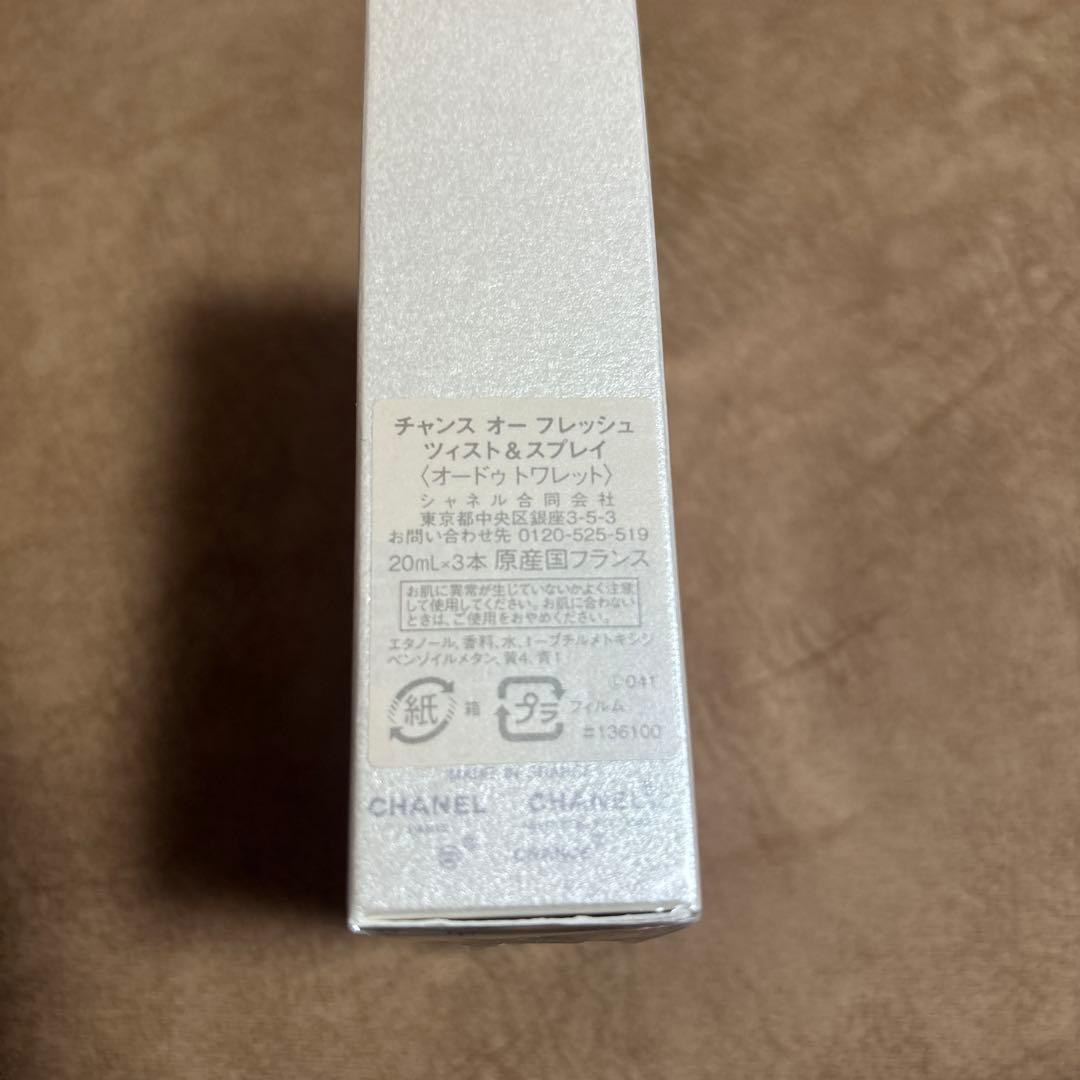 チャンス オー フレッシュ
ツィスト&スプレイ
〈オードゥ トワレット〉
シャネル合同会社
東京都中央区銀座3-5-3
お問い合わせ先 0120-525-519
20mL×3本 原産国フランス
お肌に異常が生じていないかよく注意
して使用してください。お肌に合わない
ときは、ご使用をおやめください。
エタノール、香料、水、t-ブチルメトキシジ
ベンゾイルメタン、黄4、青1
Ⓛ041
紙 箱 プラ フィルム
#136100
MADE IN FRANCE
CHANEL CHANEL®
CHANCE